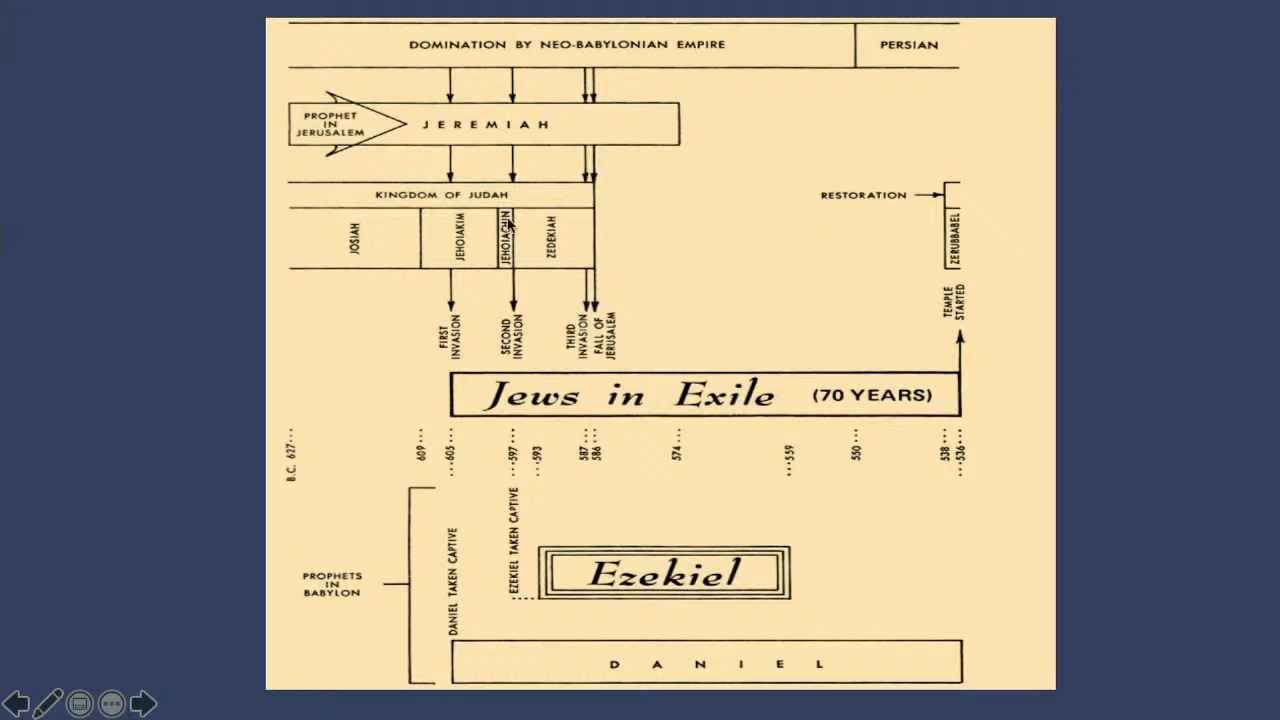 DOMINATION BY NEO-BABYLONIAN EMPIRE
PERSIAN
PROPHET
IN
JERUSALEM
JEREMIAH
KINGDOM OF JUDAH
JOSIAH
JEHOIAKIM
JEHOIACHIN
ZEDEKIAH
RESTORATION
ZERUBBABEL
FIRST
INVASION
SECOND
INVASION
THIRD
INVASION
FALL OF
JERUSALEM
TEMPLE
STARTED
Jews in Exile (70 YEARS)
B.C. 627...
609...
...605...
...597...
...593
587...
586...
574...
...559
550...
538...
...536...
PROPHETS
IN
BABYLON
DANIEL TAKEN CAPTIVE
EZEKIEL TAKEN CAPTIVE
Ezekiel
DANIEL